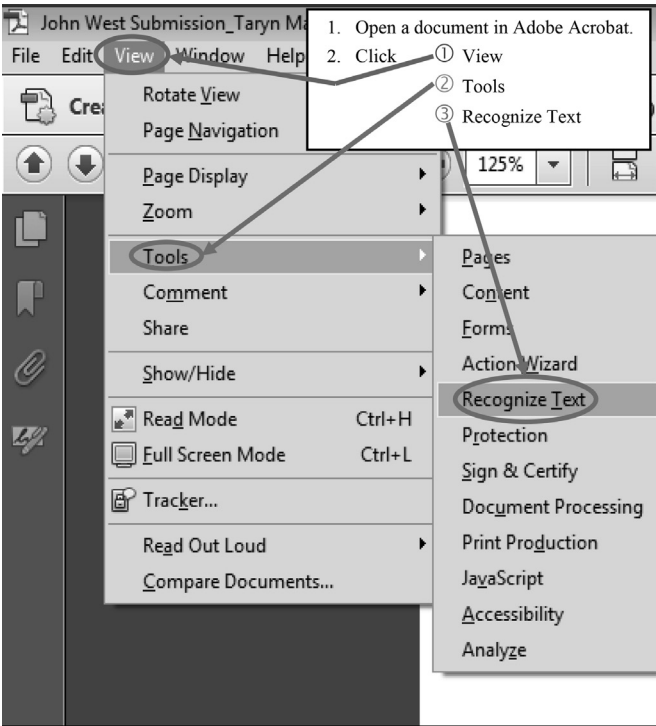 John West Submission_Taryn Ma
File Edit View Window Help
1. Open a document in Adobe Acrobat.
2. Click ① View
② Tools
③ Recognize Text
Crea
125%
Rotate View
Page Navigation
Page Display
Zoom
Tools
Comment
Share
Show/Hide
Read Mode Ctrl+H
Full Screen Mode Ctrl+L
Tracker...
Read Out Loud
Compare Documents...
Pages
Content
Forms
Action Wizard
Recognize Text
Protection
Sign & Certify
Document Processing
Print Production
JavaScript
Accessibility
Analyze